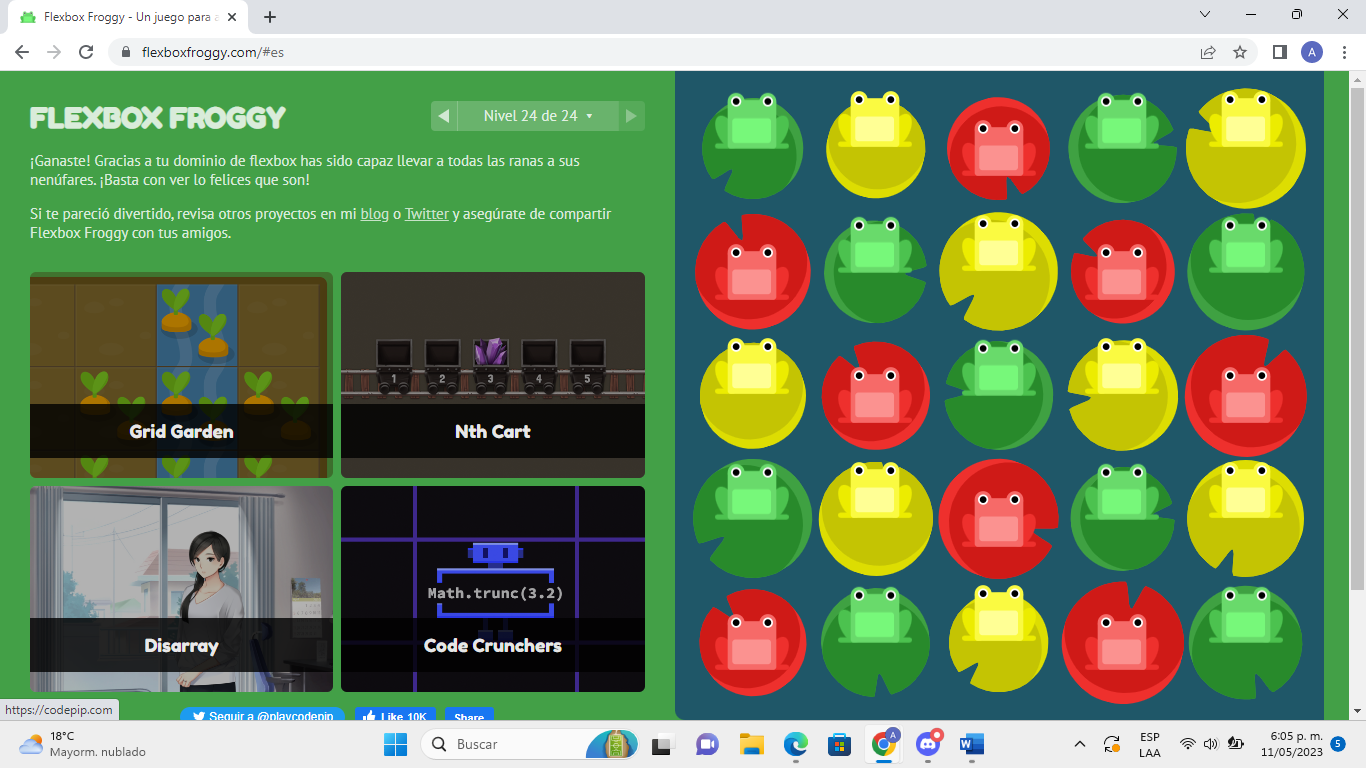 Flexbox Froggy - Un juego para a
flexboxfroggy.com/#es
A
FLEXBOX FROGGY
Nivel 24 de 24
¡Ganaste! Gracias a tu dominio de flexbox has sido capaz llevar a todas las ranas a sus
nenúfares. ¡Basta con ver lo felices que son!
Si te pareció divertido, revisa otros proyectos en mi blog o Twitter y asegúrate de compartir
Flexbox Froggy con tus amigos.
Grid Garden
1 2 3 4 5
Nth Cart
Disarray
Math.trunc(3.2)
Code Crunchers
https://codepip.com
Seguir a @playcodepip
Like 10K
Share
18°C
Mayorm. nublado
Buscar
A
W
ESP
LAA
6:05 p. m.
11/05/2023
5